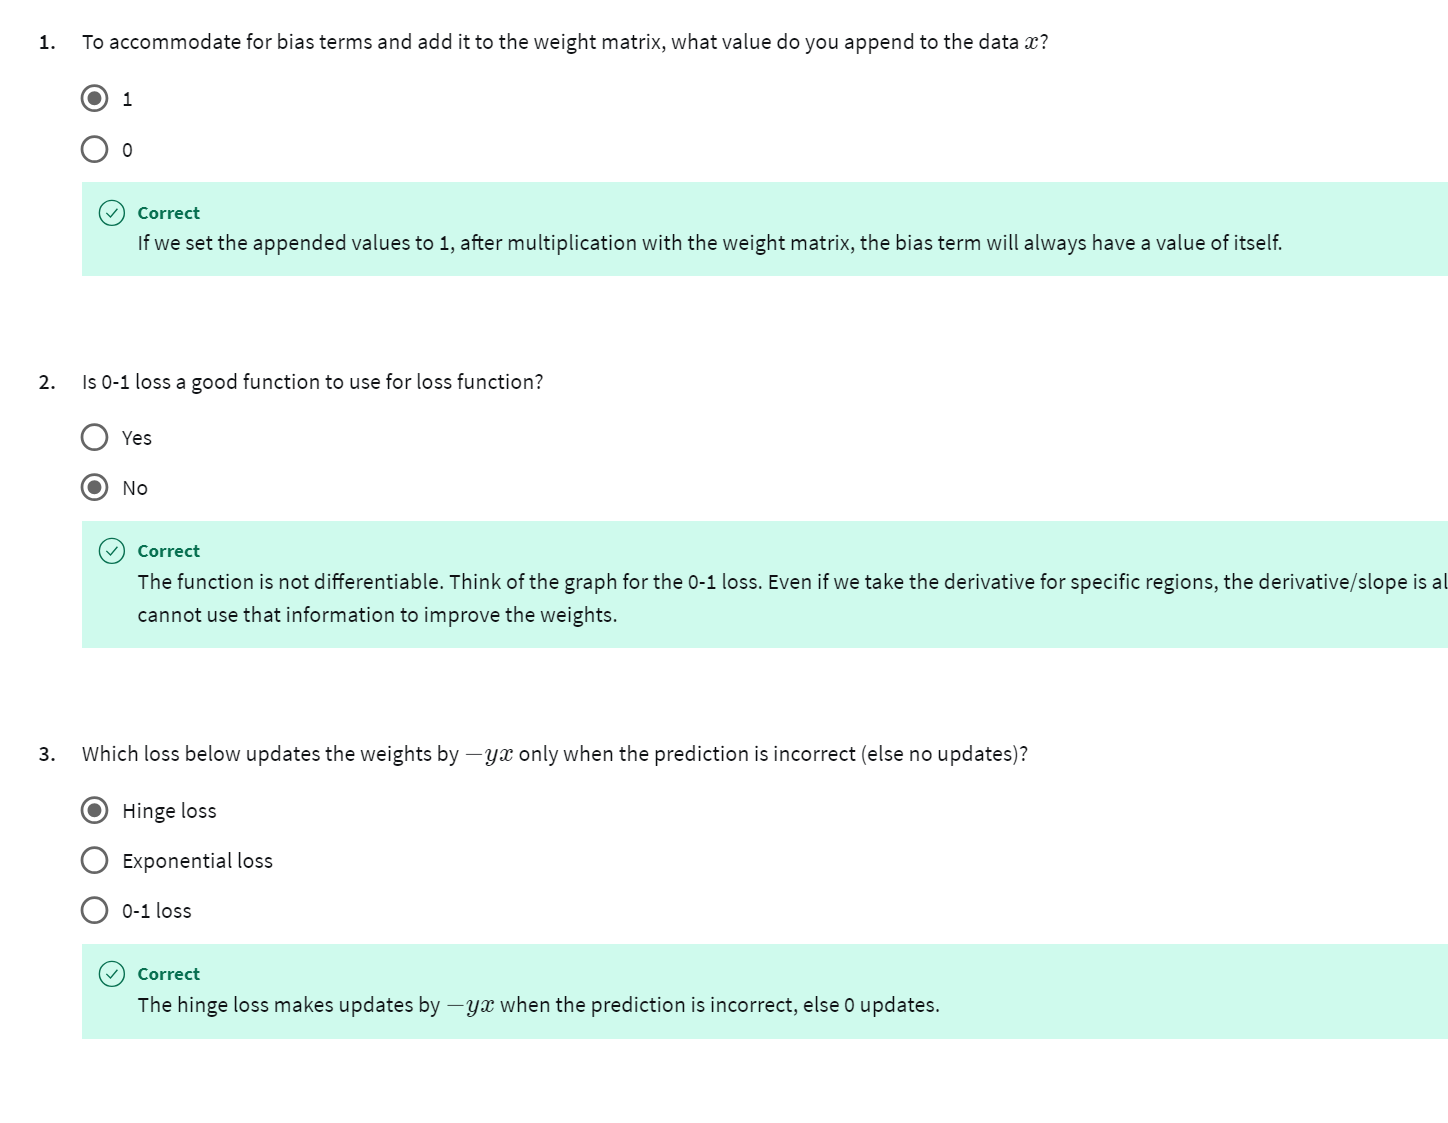 1. To accommodate for bias terms and add it to the weight matrix, what value do you append to the data x?
1
0
Correct
If we set the appended values to 1, after multiplication with the weight matrix, the bias term will always have a value of itself.
2. Is 0-1 loss a good function to use for loss function?
Yes
No
Correct
The function is not differentiable. Think of the graph for the 0-1 loss. Even if we take the derivative for specific regions, the derivative/slope is al
cannot use that information to improve the weights.
3. Which loss below updates the weights by −yx only when the prediction is incorrect (else no updates)?
Hinge loss
Exponential loss
0-1 loss
Correct
The hinge loss makes updates by −yx when the prediction is incorrect, else 0 updates.